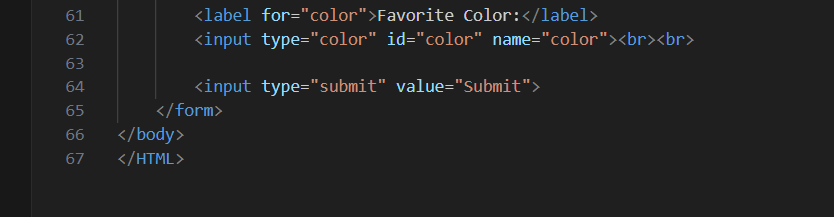 61 <label for="color">Favorite Color:</label>
62 <input type="color" id="color" name="color"><br><br>
63
64 <input type="submit" value="Submit">
65 </form>
66 </body>
67 </HTML>